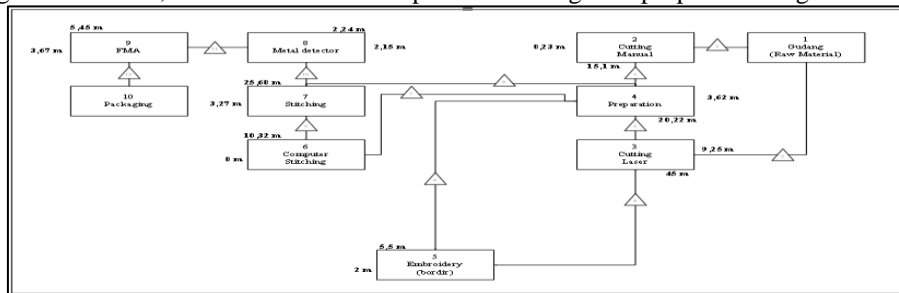 5,45 m
9
FMA
3,67 m
10
Packaging
2,24 m
8
Metal detector
2,15 m
25,68 m
7
Stitching
3,27 m
10,32 m
6
Computer
Stitching
8 m
8,23 m
2
Cutting
Manual
15,1 m
1
Gudang
(Raw Material)
4
Preparation
3,62 m
20,22 m
3
Cutting
Laser
9,25 m
45 m
5,5 m
5
Embroidery
(bordir)
2 m